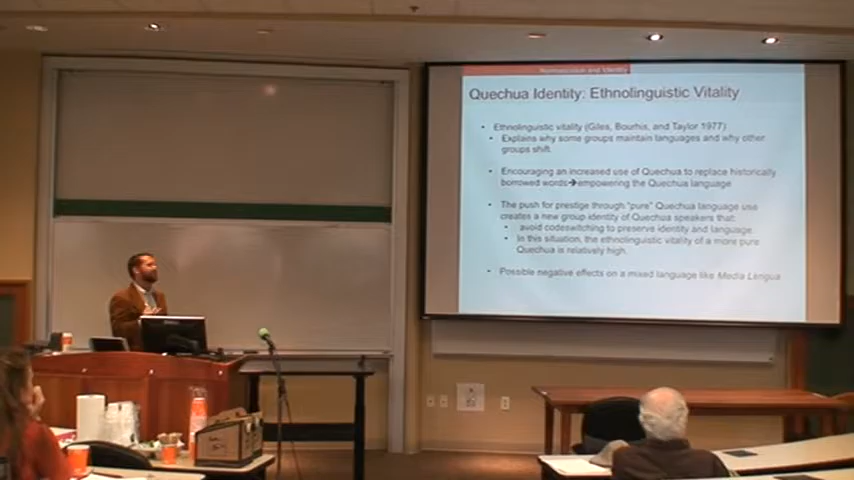 Normalization and Identity
Quechua Identity: Ethnolinguistic Vitality
• Ethnolinguistic vitality (Giles, Bourhis, and Taylor 1977)
• Explains why some groups maintain languages and why other
groups shift.
• Encouraging an increased use of Quechua to replace historically
borrowed words➔empowering the Quechua language
• The push for prestige through "pure" Quechua language use
creates a new group identity of Quechua speakers that:
• avoid codeswitching to preserve identity and language.
• In this situation, the ethnolinguistic vitality of a more pure
Quechua is relatively high.
• Possible negative effects on a mixed language like Media Lengua